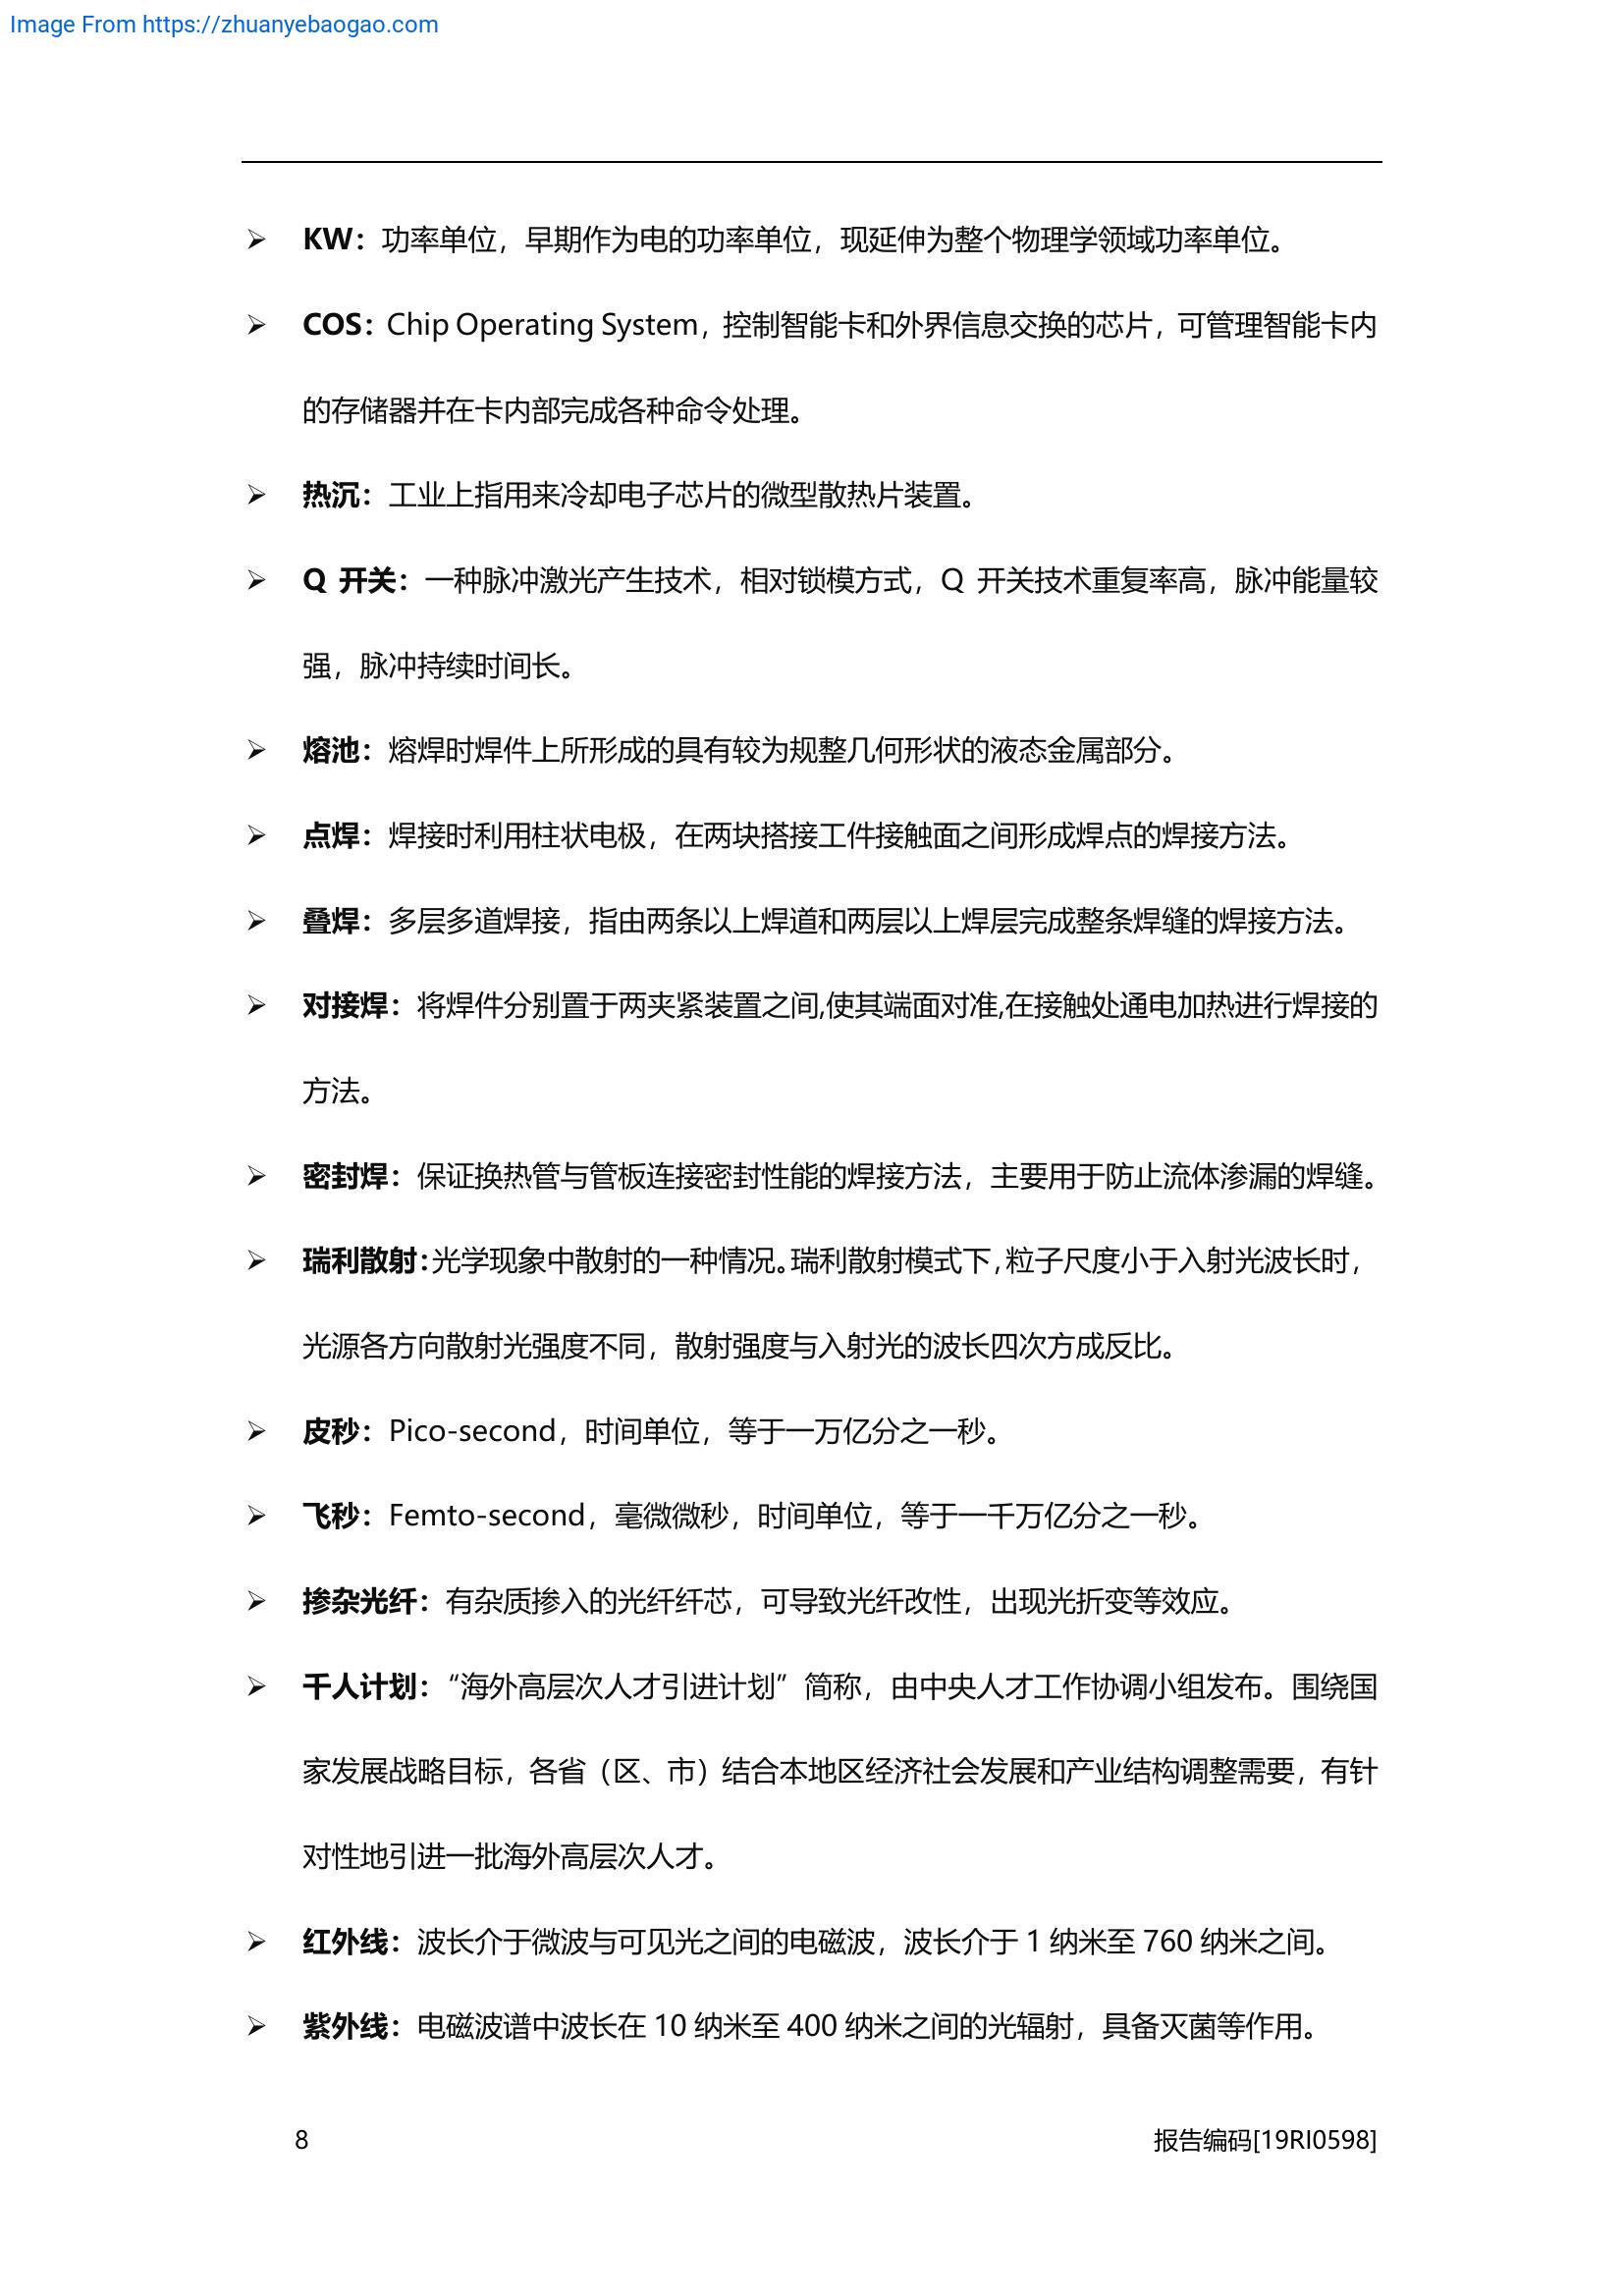 Image From https://zhuanyebaogao.com
➢ KW：功率单位，早期作为电的功率单位，现延伸为整个物理学领域功率单位。
➢ COS：Chip Operating System，控制智能卡和外界信息交换的芯片，可管理智能卡内
的存储器并在卡内部完成各种命令处理。
➢ 热沉：工业上指用来冷却电子芯片的微型散热片装置。
➢ Q 开关：一种脉冲激光产生技术，相对锁模方式，Q 开关技术重复率高，脉冲能量较
强，脉冲持续时间长。
➢ 熔池：熔焊时焊件上所形成的具有较为规整几何形状的液态金属部分。
➢ 点焊：焊接时利用柱状电极，在两块搭接工件接触面之间形成焊点的焊接方法。
➢ 叠焊：多层多道焊接，指由两条以上焊道和两层以上焊层完成整条焊缝的焊接方法。
➢ 对接焊：将焊件分别置于两夹紧装置之间,使其端面对准,在接触处通电加热进行焊接的
方法。
➢ 密封焊：保证换热管与管板连接密封性能的焊接方法，主要用于防止流体渗漏的焊缝。
➢ 瑞利散射：光学现象中散射的一种情况。瑞利散射模式下，粒子尺度小于入射光波长时，
光源各方向散射光强度不同，散射强度与入射光的波长四次方成反比。
➢ 皮秒：Pico-second，时间单位，等于一万亿分之一秒。
➢ 飞秒：Femto-second，毫微微秒，时间单位，等于一千万亿分之一秒。
➢ 掺杂光纤：有杂质掺入的光纤纤芯，可导致光纤改性，出现光折变等效应。
➢ 千人计划：“海外高层次人才引进计划”简称，由中央人才工作协调小组发布。围绕国
家发展战略目标，各省（区、市）结合本地区经济社会发展和产业结构调整需要，有针
对性地引进一批海外高层次人才。
➢ 红外线：波长介于微波与可见光之间的电磁波，波长介于 1 纳米至 760 纳米之间。
➢ 紫外线：电磁波谱中波长在 10 纳米至 400 纳米之间的光辐射，具备灭菌等作用。
8
报告编码[19RI0598]